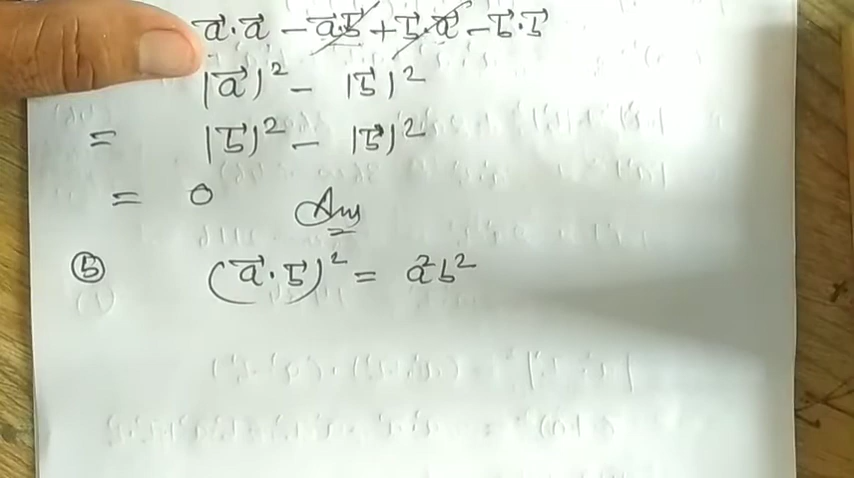 a⃗·a⃗ - a⃗·b⃗ + b⃗·a⃗ - b⃗·b⃗
|a⃗|² - |b⃗|²
= |b⃗|² - |b⃗|²
= 0 Ans
⑤ (a⃗·b⃗)² = a²b²